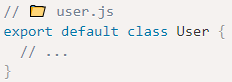 // 📁 user.js
export default class User {
  // ...
}